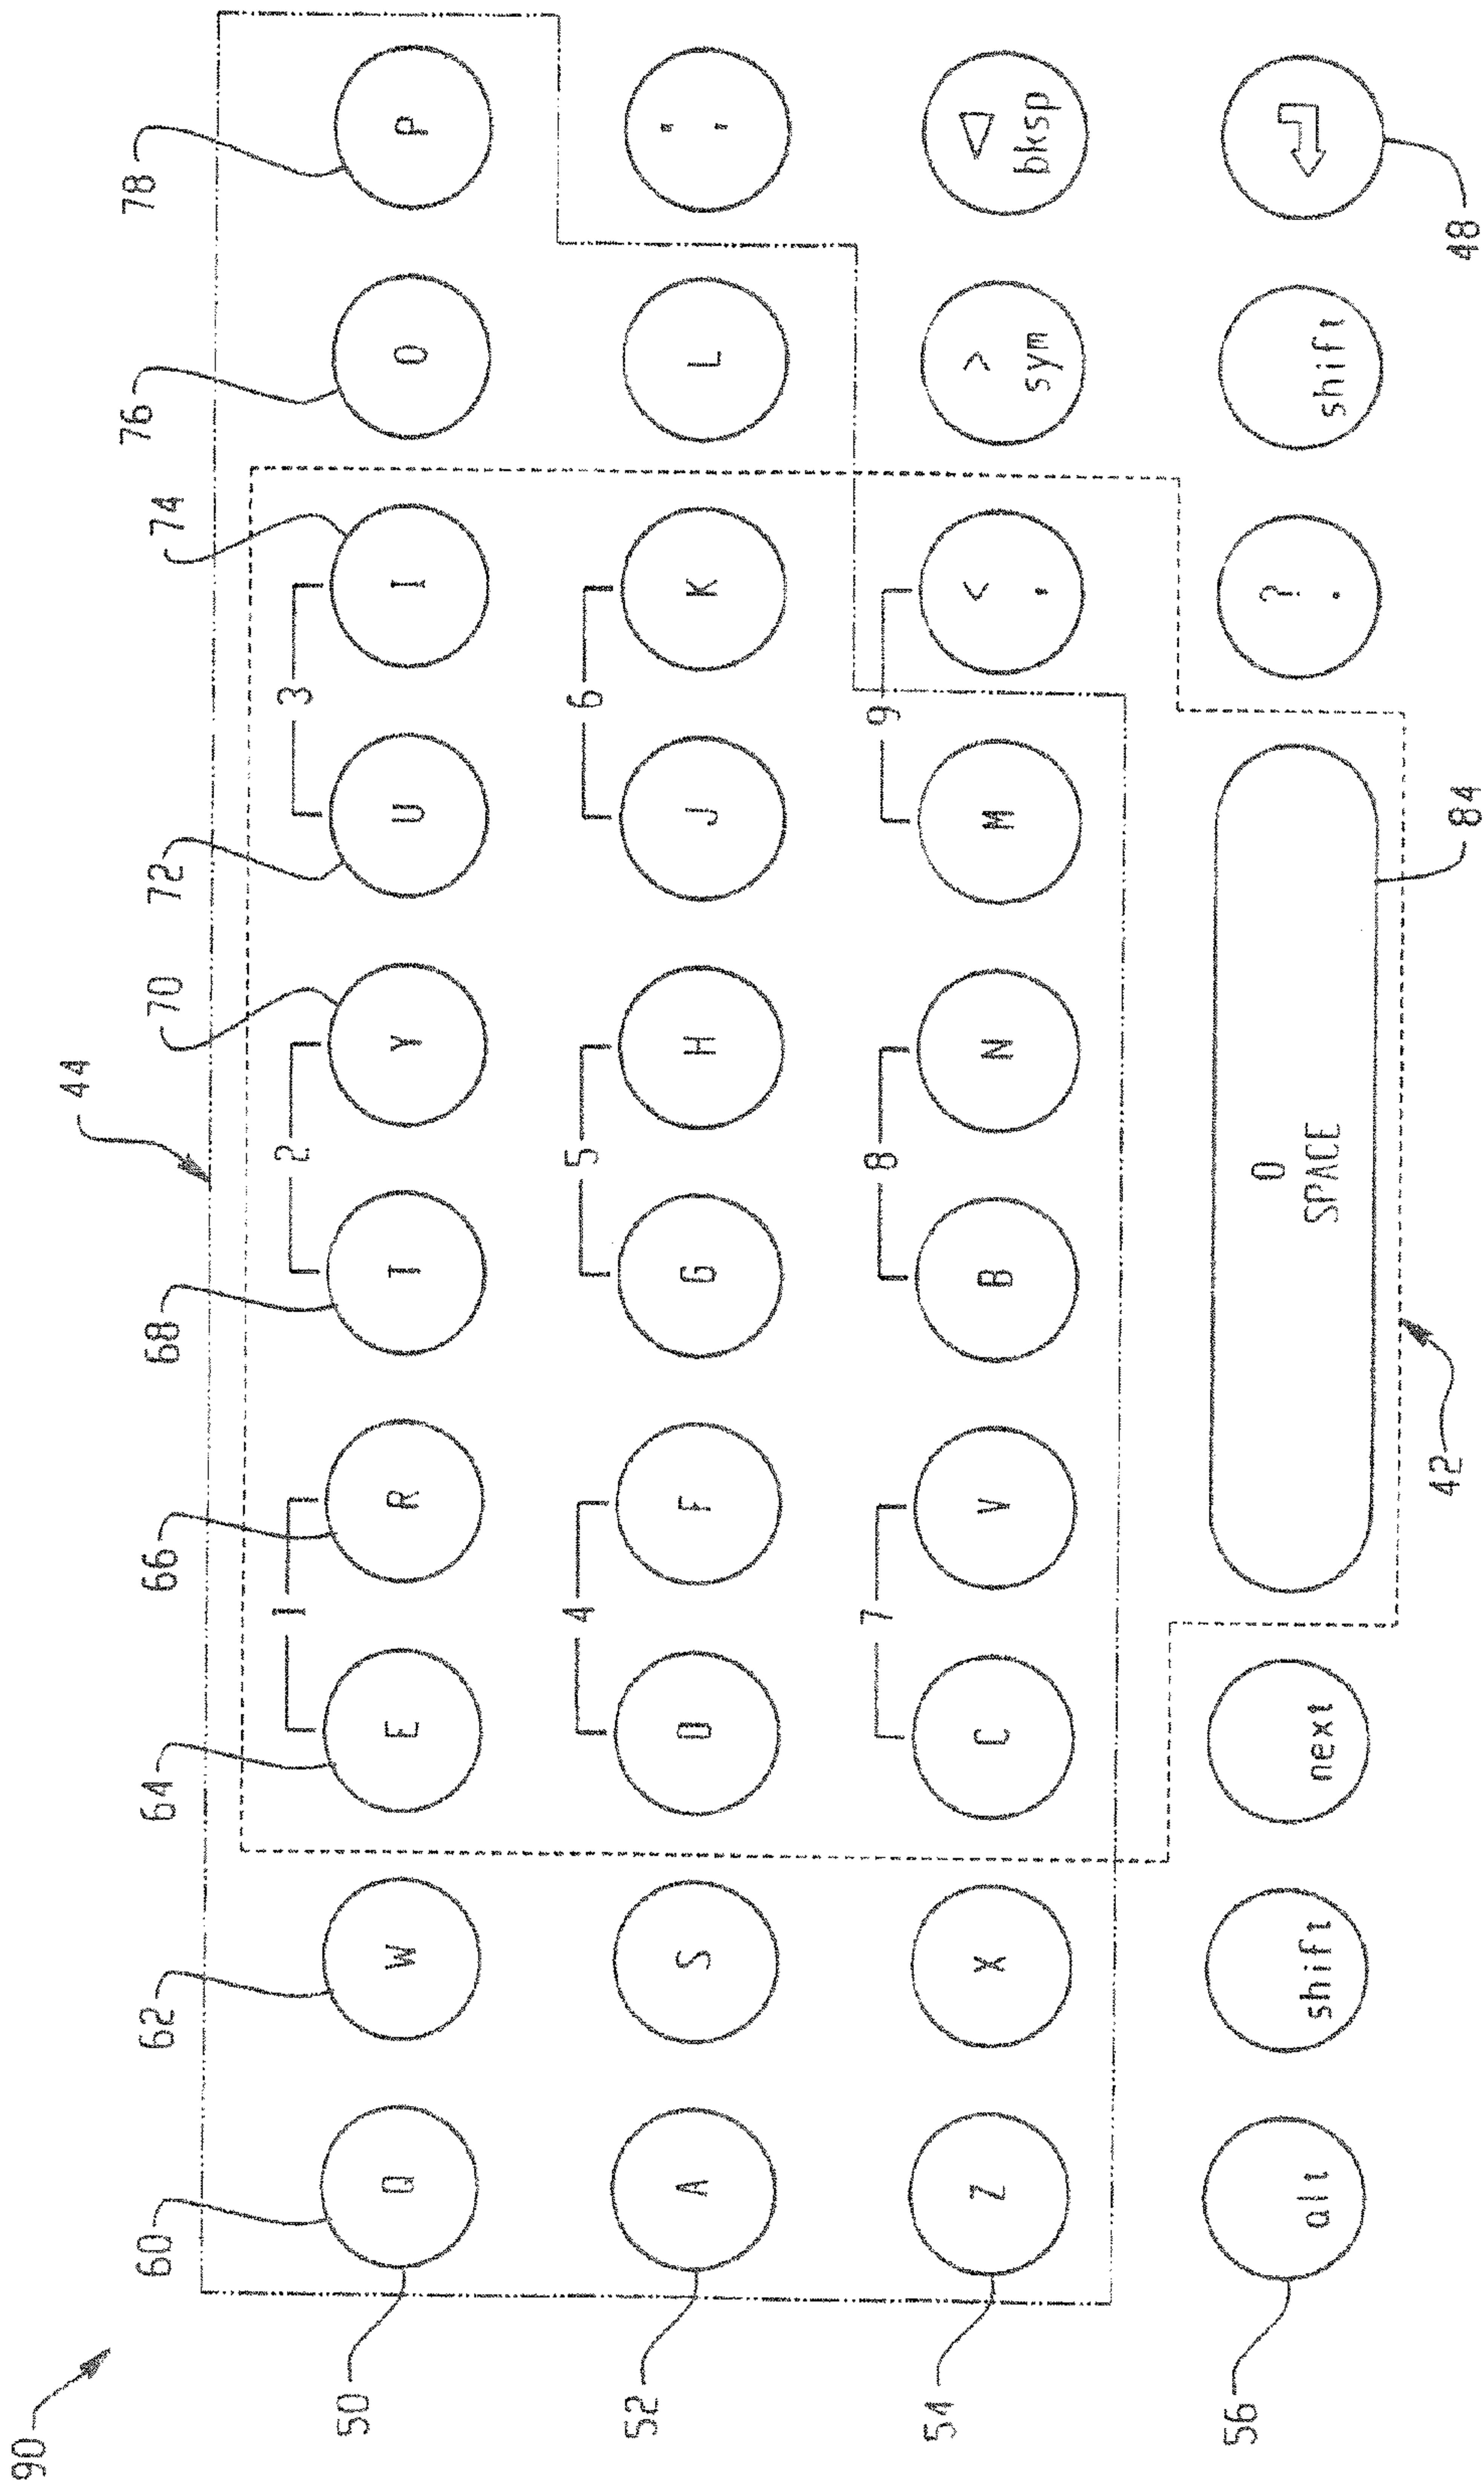 90
44
60 62 64 66 68 70 72 74 76 78
1 2 3
50 Q W E R T Y U I O P
4 5 6
52 A S D F G H J K L " '
7 8 9
54 Z X C V B N M < , > sym bksp
56 alt shift next 0 SPACE ? . shift
42 84 48